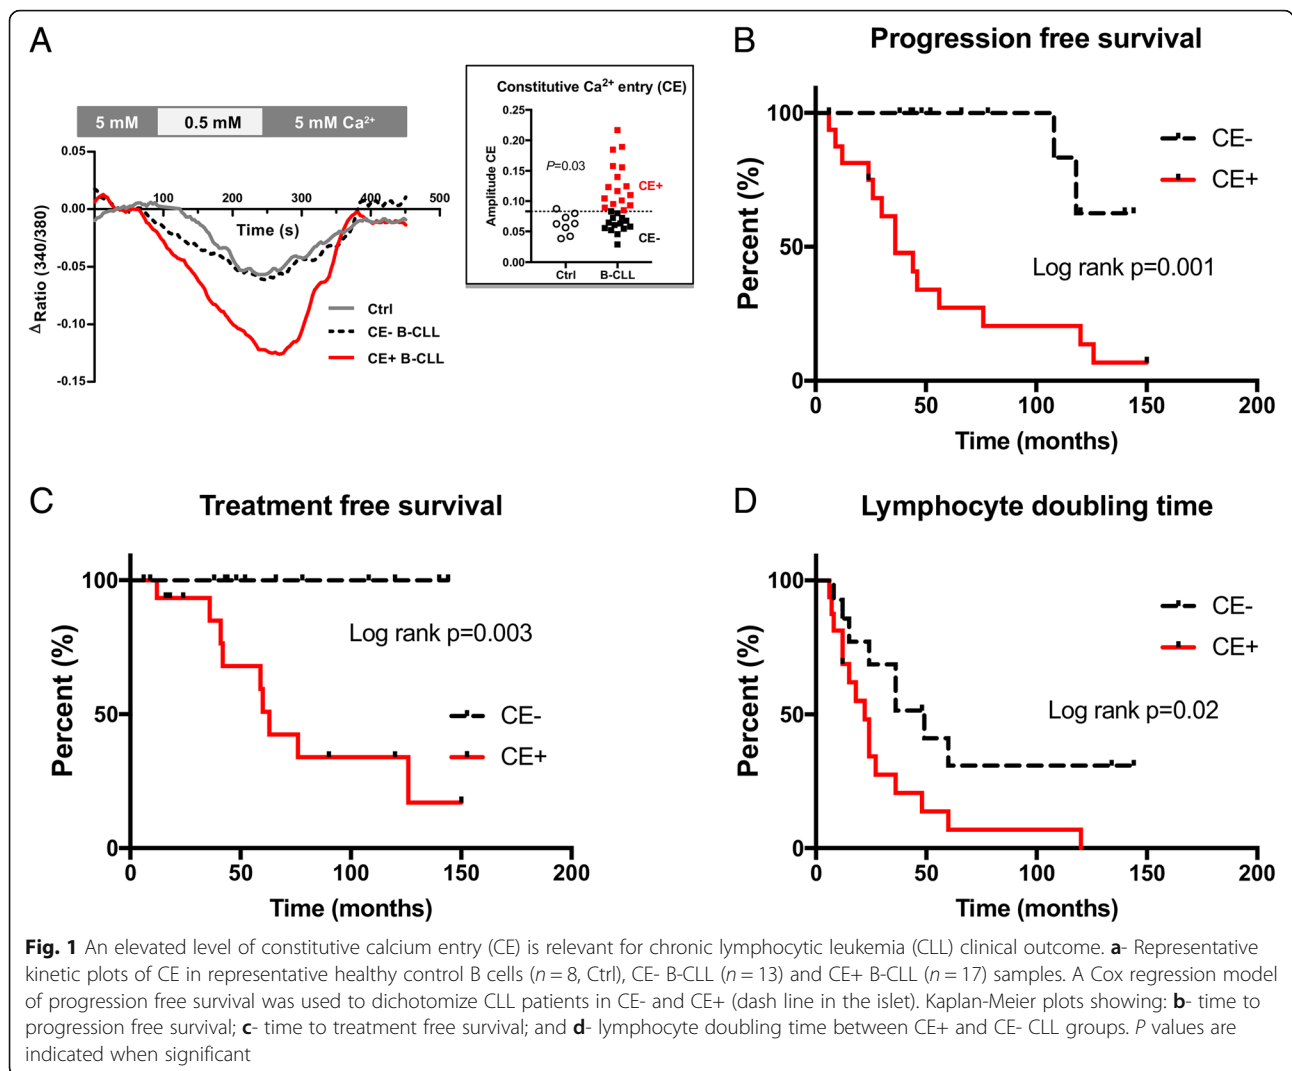 A
5 mM
0.5 mM
5 mM Ca²⁺
0.05
0.00
-0.05
-0.10
-0.15
ΔRatio (340/380)
100
200
300
400
500
Time (s)
Ctrl
CE- B-CLL
CE+ B-CLL
Constitutive Ca²⁺ entry (CE)
0.25
0.20
0.15
0.10
0.05
0.00
Amplitude CE
P=0.03
CE+
CE-
Ctrl
B-CLL
B
Progression free survival
100
50
0
Percent (%)
CE-
CE+
Log rank p=0.001
0
50
100
150
200
Time (months)
C
Treatment free survival
100
50
0
Percent (%)
Log rank p=0.003
CE-
CE+
0
50
100
150
200
Time (months)
D
Lymphocyte doubling time
100
50
0
Percent (%)
CE-
CE+
Log rank p=0.02
0
50
100
150
200
Time (months)
Fig. 1 An elevated level of constitutive calcium entry (CE) is relevant for chronic lymphocytic leukemia (CLL) clinical outcome. a- Representative
kinetic plots of CE in representative healthy control B cells (n = 8, Ctrl), CE- B-CLL (n = 13) and CE+ B-CLL (n = 17) samples. A Cox regression model
of progression free survival was used to dichotomize CLL patients in CE- and CE+ (dash line in the islet). Kaplan-Meier plots showing: b- time to
progression free survival; c- time to treatment free survival; and d- lymphocyte doubling time between CE+ and CE- CLL groups. P values are
indicated when significant